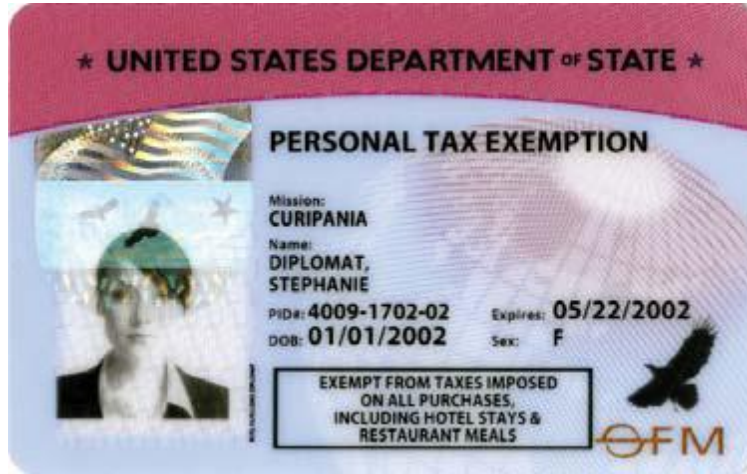 ★ UNITED STATES DEPARTMENT OF STATE ★
PERSONAL TAX EXEMPTION
Mission:
CURIPANIA
Name:
DIPLOMAT,
STEPHANIE
PID#: 4009-1702-02 Expires: 05/22/2002
DOB: 01/01/2002 Sex: F
EXEMPT FROM TAXES IMPOSED
ON ALL PURCHASES,
INCLUDING HOTEL STAYS &
RESTAURANT MEALS
OFM